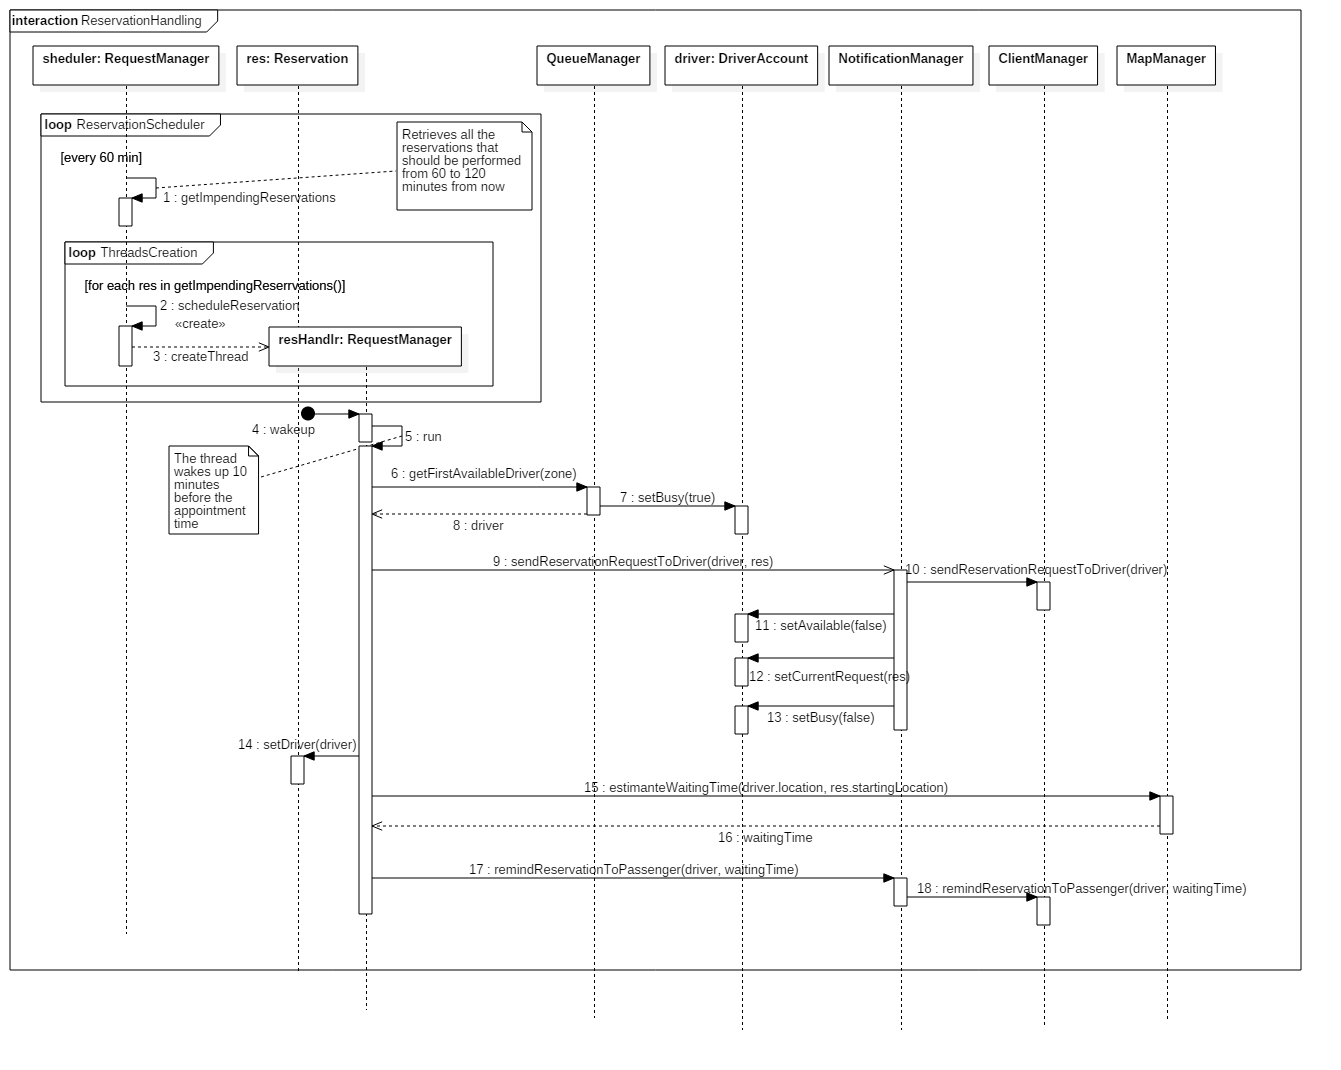 interaction ReservationHandling
sheduler: RequestManager
res: Reservation
QueueManager
driver: DriverAccount
NotificationManager
ClientManager
MapManager
loop ReservationScheduler
[every 60 min]
Retrieves all the
reservations that
should be performed
from 60 to 120
minutes from now
1 : getImpendingReservations
loop ThreadsCreation
[for each res in getImpendingReserrvations()]
2 : scheduleReservation
«create»
3 : createThread
resHandlr: RequestManager
4 : wakeup
5 : run
The thread
wakes up 10
minutes
before the
appointment
time
6 : getFirstAvailableDriver(zone)
7 : setBusy(true)
8 : driver
9 : sendReservationRequestToDriver(driver, res)
10 : sendReservationRequestToDriver(driver)
11 : setAvailable(false)
12 : setCurrentRequest(res)
13 : setBusy(false)
14 : setDriver(driver)
15 : estimanteWaitingTime(driver.location, res.startingLocation)
16 : waitingTime
17 : remindReservationToPassenger(driver, waitingTime)
18 : remindReservationToPassenger(driver, waitingTime)